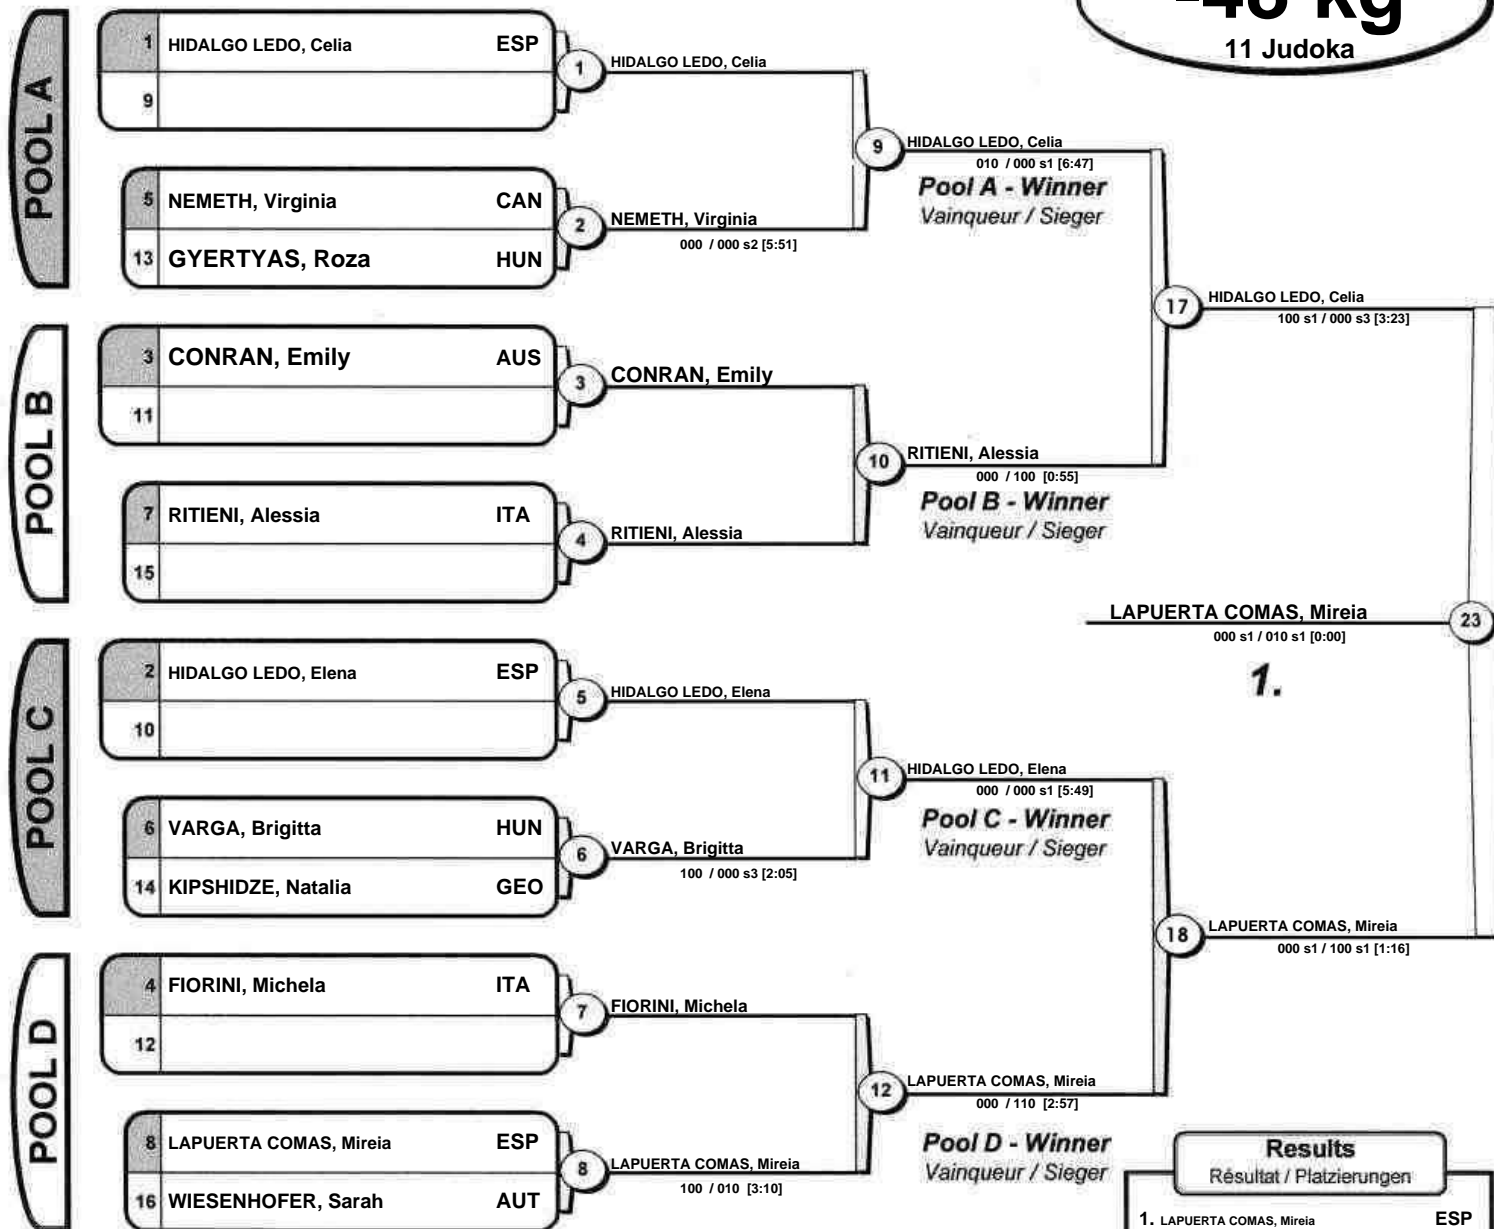 -48 kg
11 Judoka
POOL A
1 HIDALGO LEDO, Celia ESP
9
5 NEMETH, Virginia CAN
13 GYERTYAS, Roza HUN
1 HIDALGO LEDO, Celia
2 NEMETH, Virginia
000 / 000 s2 [5:51]
9 HIDALGO LEDO, Celia
010 / 000 s1 [6:47]
Pool A - Winner
Vainqueur / Sieger
POOL B
3 CONRAN, Emily AUS
11
7 RITIENI, Alessia ITA
15
3 CONRAN, Emily
4 RITIENI, Alessia
10 RITIENI, Alessia
000 / 100 [0:55]
Pool B - Winner
Vainqueur / Sieger
17 HIDALGO LEDO, Celia
100 s1 / 000 s3 [3:23]
POOL C
2 HIDALGO LEDO, Elena ESP
10
6 VARGA, Brigitta HUN
14 KIPSHIDZE, Natalia GEO
5 HIDALGO LEDO, Elena
6 VARGA, Brigitta
100 / 000 s3 [2:05]
11 HIDALGO LEDO, Elena
000 / 000 s1 [5:49]
Pool C - Winner
Vainqueur / Sieger
POOL D
4 FIORINI, Michela ITA
12
8 LAPUERTA COMAS, Mireia ESP
16 WIESENHOFER, Sarah AUT
7 FIORINI, Michela
8 LAPUERTA COMAS, Mireia
100 / 010 [3:10]
12 LAPUERTA COMAS, Mireia
000 / 110 [2:57]
Pool D - Winner
Vainqueur / Sieger
18 LAPUERTA COMAS, Mireia
000 s1 / 100 s1 [1:16]
LAPUERTA COMAS, Mireia 23
000 s1 / 010 s1 [0:00]
1.
Results
Résultat / Platzierungen
1. LAPUERTA COMAS, Mireia ESP